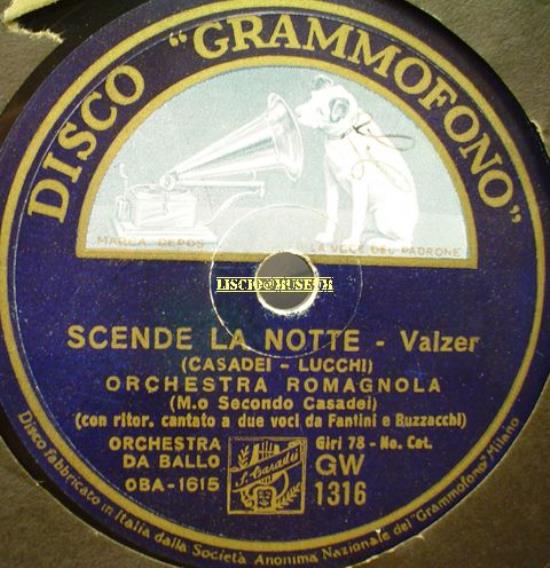 DISCO "GRAMMOFONO"
MARCA DEPOS
LA VOCE DEL PADRONE
LISCIO@MUSEUM
SCENDE LA NOTTE - Valzer
(CASADEI - LUCCHI)
ORCHESTRA ROMAGNOLA
(M.o Secondo Casadei)
(con ritor. cantato a due voci da Fantini e Buzzacchi)
ORCHESTRA DA BALLO
OBA-1615
S. Casadei
Giri 78 - No. Cat.
GW
1316
Disco fabbricato in Italia dalla Società Anonima Nazionale del "Grammofono" Milano